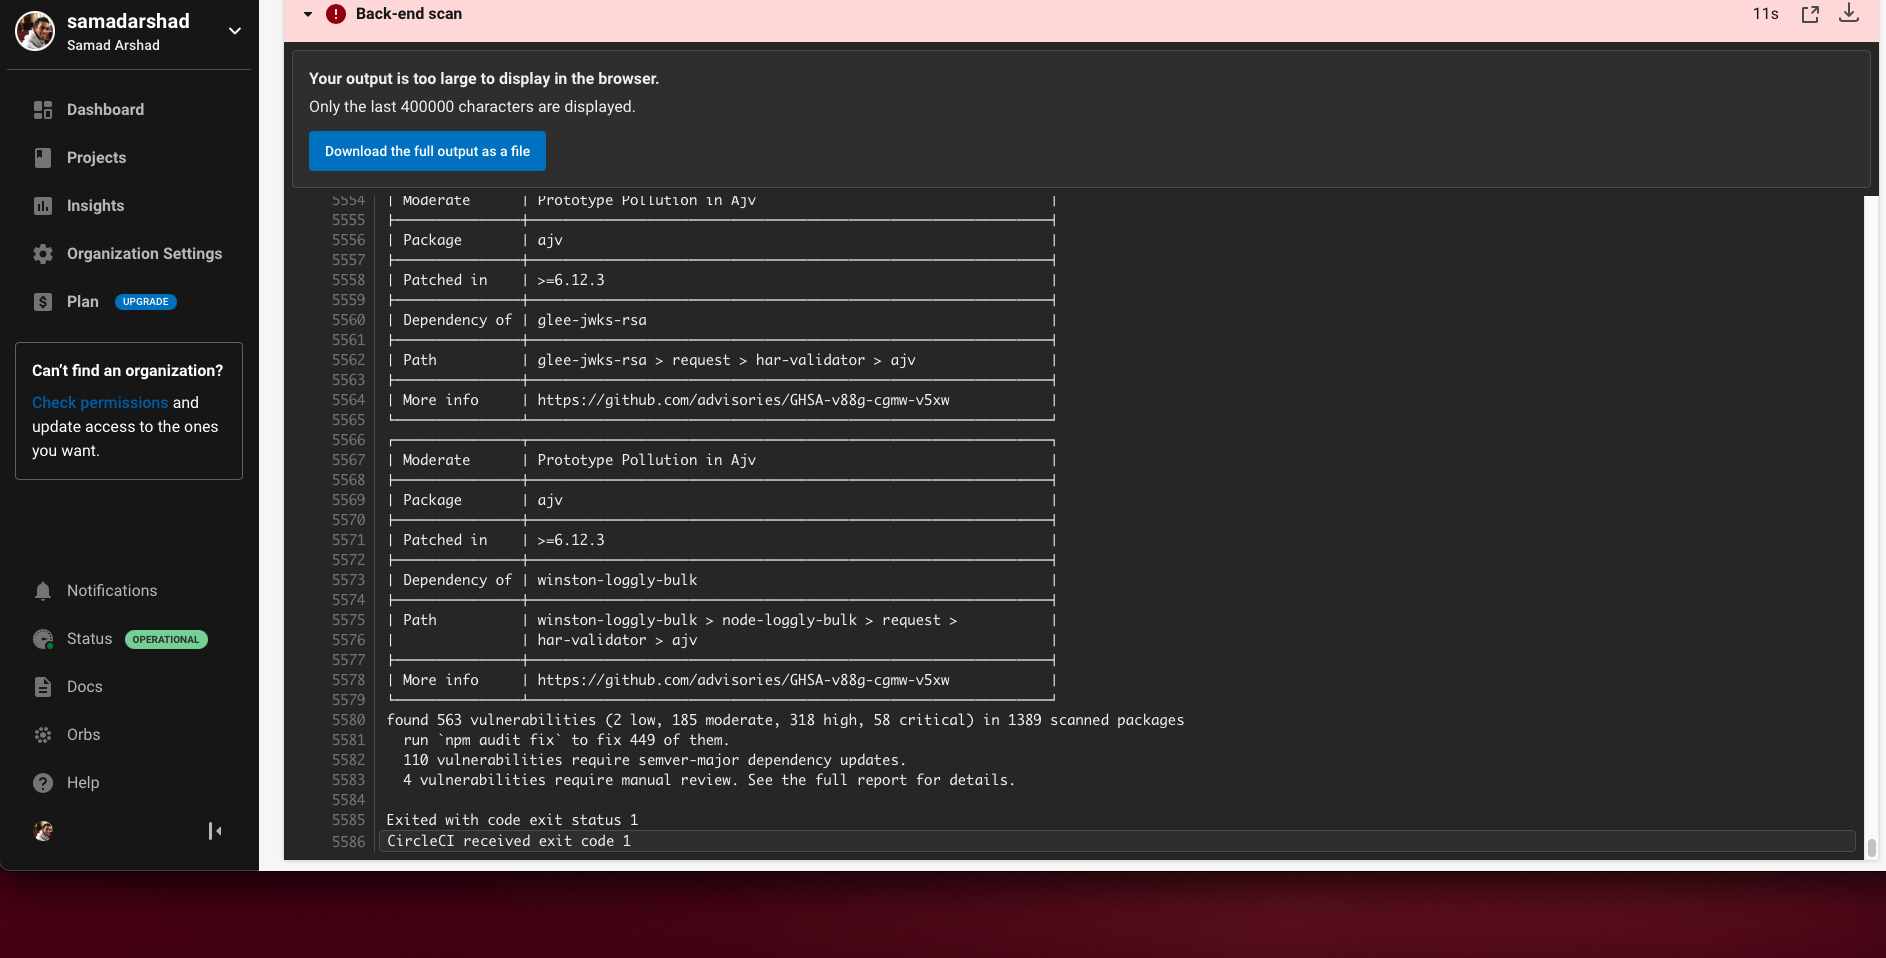 samadarshad
Samad Arshad
Dashboard
Projects
Insights
Organization Settings
Plan UPGRADE
Can't find an organization?
Check permissions and
update access to the ones
you want.
Notifications
Status OPERATIONAL
Docs
Orbs
Help
! Back-end scan 11s
Your output is too large to display in the browser.
Only the last 400000 characters are displayed.
Download the full output as a file
5554 | Moderate | Prototype Pollution in Ajv |
5555
5556 | Package | ajv |
5557
5558 | Patched in | >=6.12.3 |
5559
5560 | Dependency of | glee-jwks-rsa |
5561
5562 | Path | glee-jwks-rsa > request > har-validator > ajv |
5563
5564 | More info | https://github.com/advisories/GHSA-v88g-cgmw-v5xw |
5565
5566
5567 | Moderate | Prototype Pollution in Ajv |
5568
5569 | Package | ajv |
5570
5571 | Patched in | >=6.12.3 |
5572
5573 | Dependency of | winston-loggly-bulk |
5574
5575 | Path | winston-loggly-bulk > node-loggly-bulk > request > |
5576 | | har-validator > ajv |
5577
5578 | More info | https://github.com/advisories/GHSA-v88g-cgmw-v5xw |
5579
5580 found 563 vulnerabilities (2 low, 185 moderate, 318 high, 58 critical) in 1389 scanned packages
5581 run `npm audit fix` to fix 449 of them.
5582 110 vulnerabilities require semver-major dependency updates.
5583 4 vulnerabilities require manual review. See the full report for details.
5584
5585 Exited with code exit status 1
5586 CircleCI received exit code 1